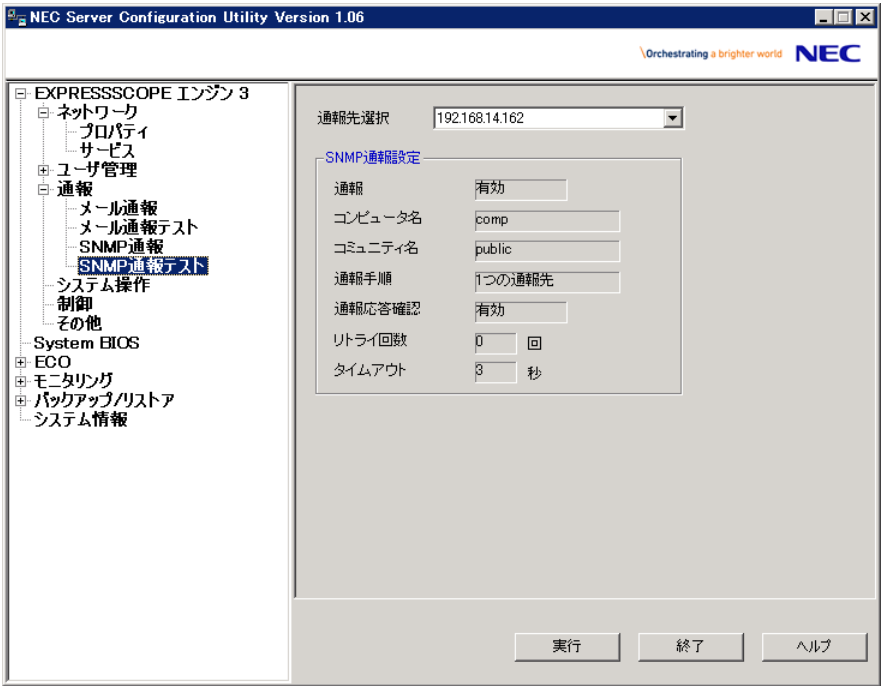 NEC Server Configuration Utility Version 1.06
\Orchestrating a brighter world NEC
EXPRESSSCOPE エンジン 3
ネットワーク
プロパティ
サービス
ユーザ管理
通報
メール通報
メール通報テスト
SNMP通報
SNMP通報テスト
システム操作
制御
その他
System BIOS
ECO
モニタリング
バックアップ/リストア
システム情報
通報先選択 192.168.14.162
SNMP通報設定
通報 有効
コンピュータ名 comp
コミュニティ名 public
通報手順 1つの通報先
通報応答確認 有効
リトライ回数 0 回
タイムアウト 3 秒
実行 終了 ヘルプ